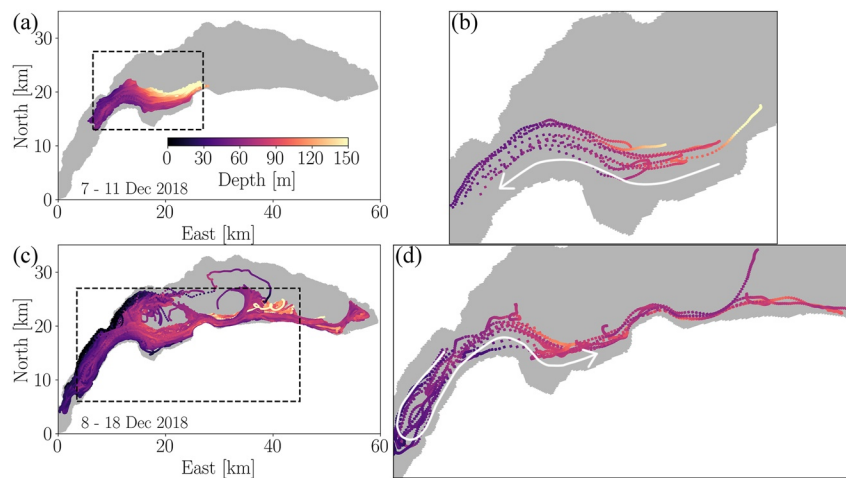 (a)
North [km]
30
20
10
0
0 30 60 90 120 150
Depth [m]
7 - 11 Dec 2018
0 20 40 60
East [km]
(b)
(c)
North [km]
30
20
10
0
8 - 18 Dec 2018
0 20 40 60
East [km]
(d)